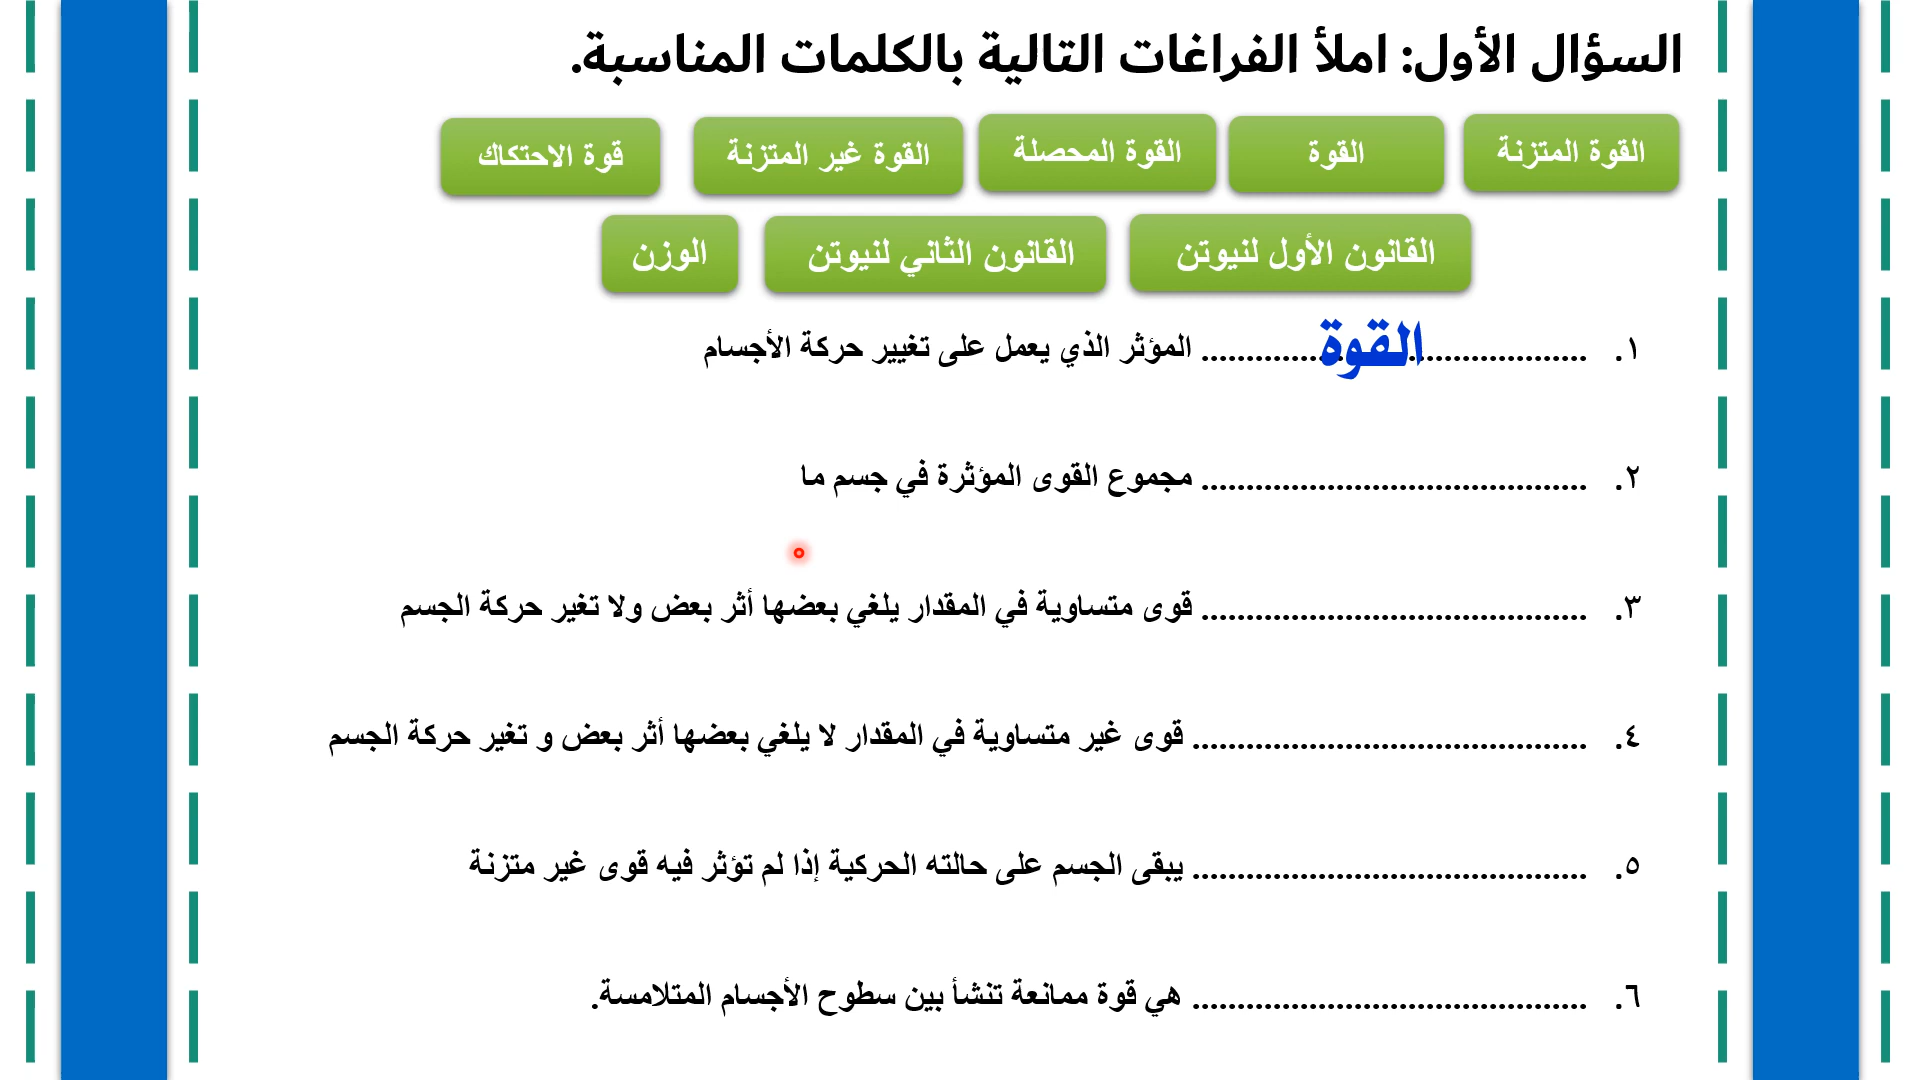 السؤال الأول: املأ الفراغات التالية بالكلمات المناسبة.
القوة المتزنة القوة القوة المحصلة القوة غير المتزنة قوة الاحتكاك
القانون الأول لنيوتن القانون الثاني لنيوتن الوزن
١. .................. القوة .................. المؤثر الذي يعمل على تغيير حركة الأجسام
٢. ........................................... مجموع القوى المؤثرة في جسم ما
٣. ........................................... قوى متساوية في المقدار يلغي بعضها أثر بعض ولا تغير حركة الجسم
٤. ............................................ قوى غير متساوية في المقدار لا يلغي بعضها أثر بعض و تغير حركة الجسم
٥. ............................................ يبقى الجسم على حالته الحركية إذا لم تؤثر فيه قوى غير متزنة
٦. ............................................ هي قوة ممانعة تنشأ بين سطوح الأجسام المتلامسة.